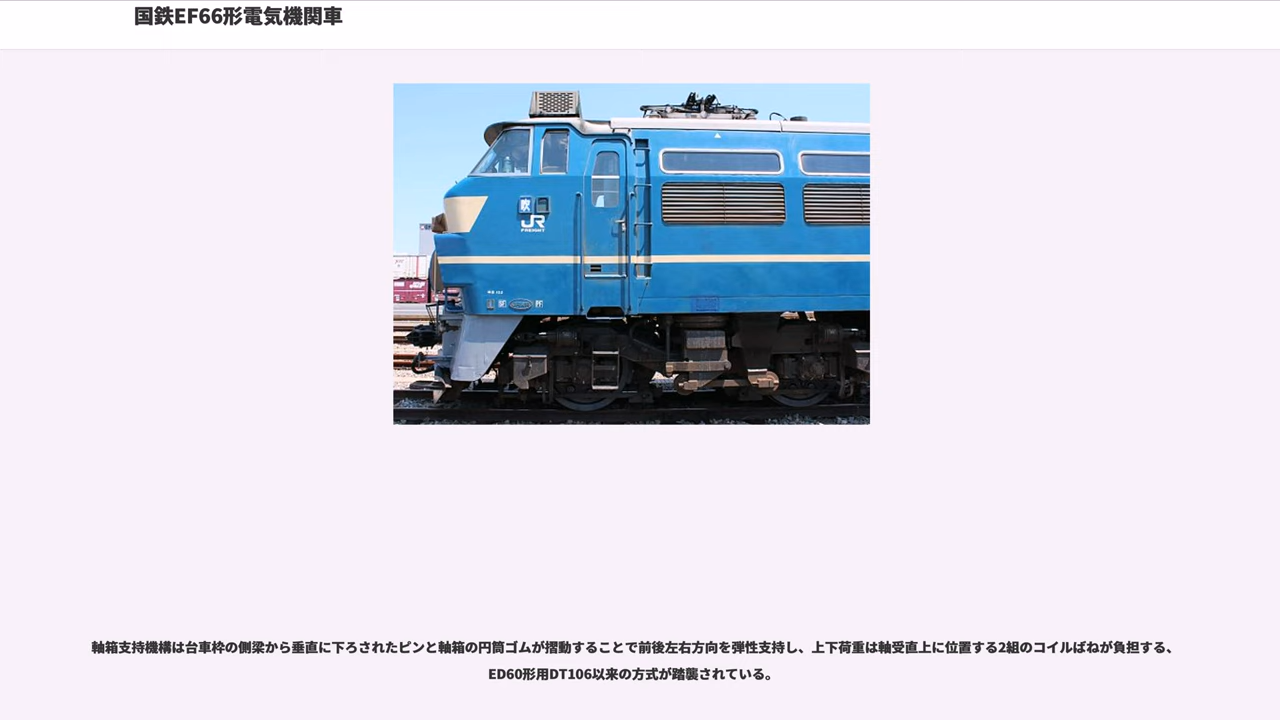 国鉄EF66形電気機関車
吹
JR
FREIGHT
軸箱支持機構は台車枠の側梁から垂直に下ろされたピンと軸箱の円筒ゴムが摺動することで前後左右方向を弾性支持し、上下荷重は軸受直上に位置する2組のコイルばねが負担する、
ED60形用DT106以来の方式が踏襲されている。